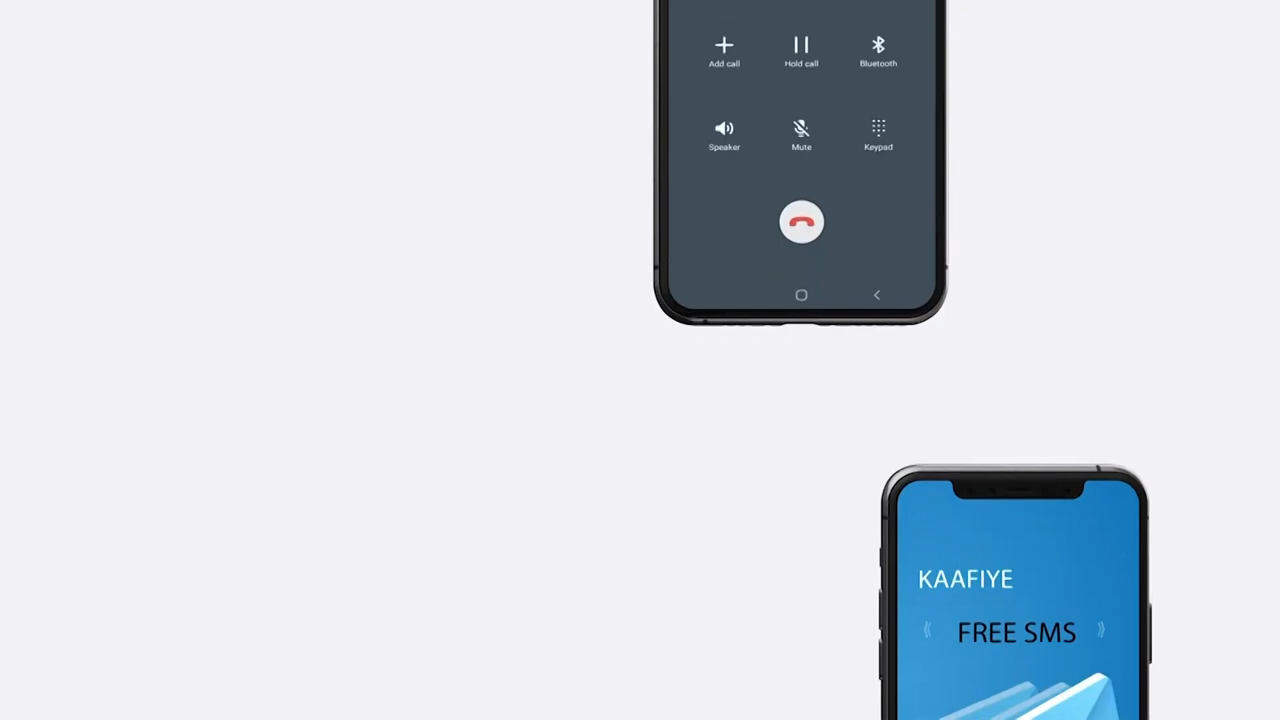 Add call Hold call Bluetooth
Speaker Mute Keypad
KAAFIYE
FREE SMS